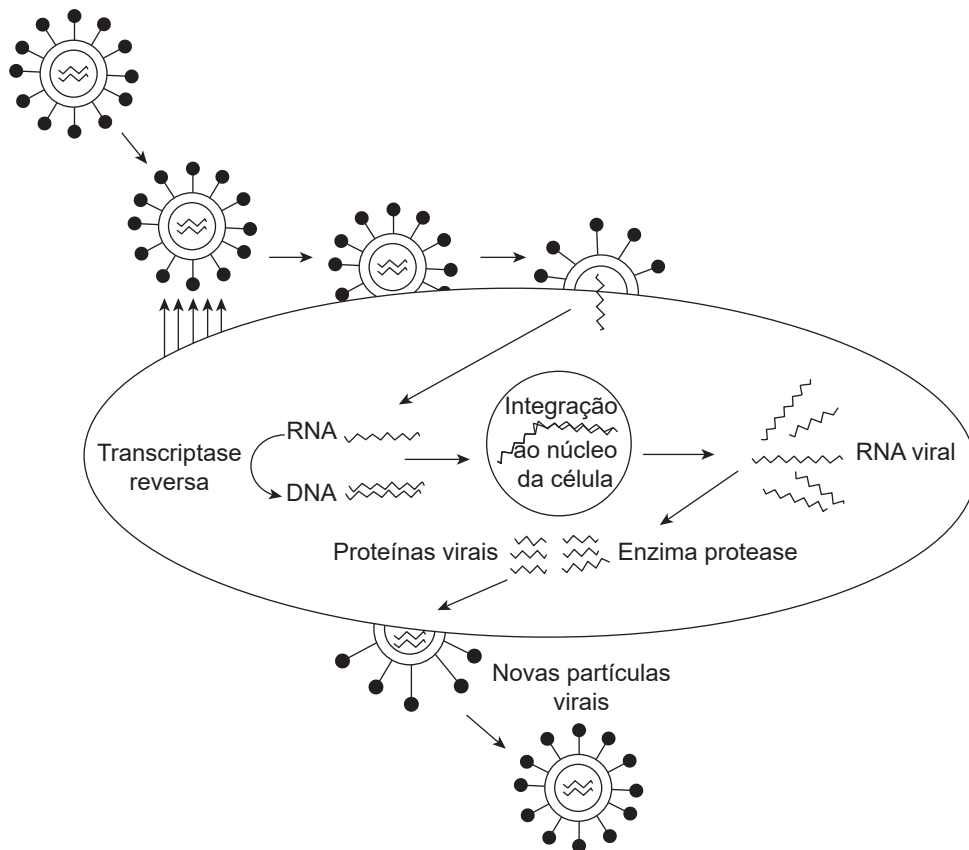 RNA
Transcriptase
reversa
DNA
Integração
ao núcleo
da célula
RNA viral
Proteínas virais
Enzima protease
Novas partículas
virais